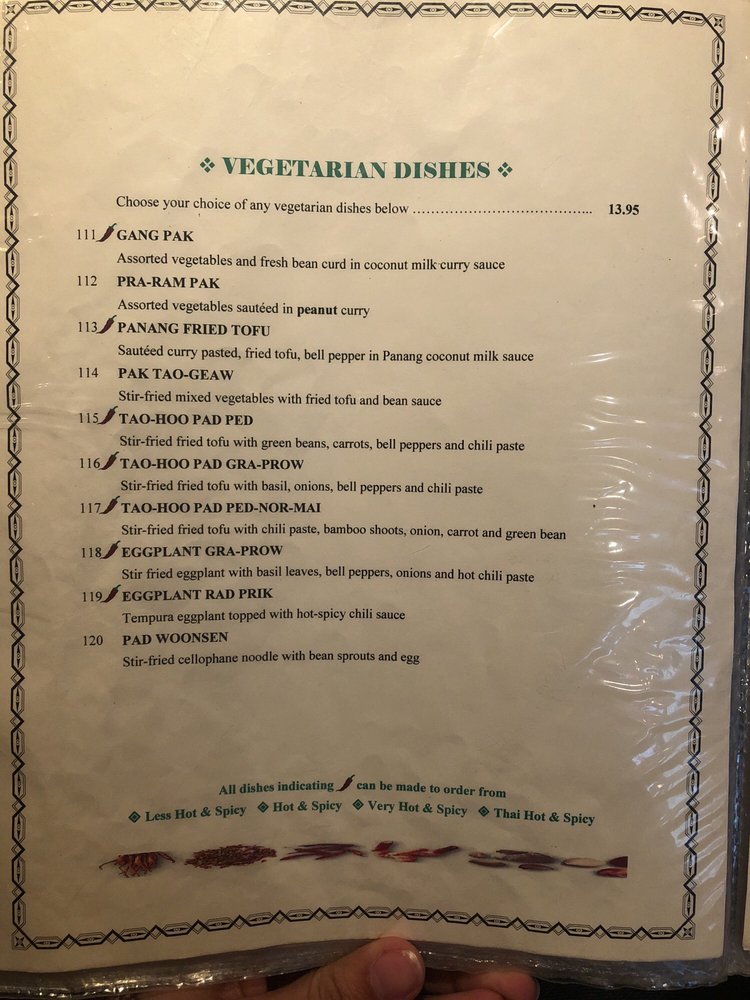 ❖ VEGETARIAN DISHES ❖
Choose your choice of any vegetarian dishes below ........................................ 13.95
111 GANG PAK
Assorted vegetables and fresh bean curd in coconut milk curry sauce
112 PRA-RAM PAK
Assorted vegetables sautéed in peanut curry
113 PANANG FRIED TOFU
Sautéed curry pasted, fried tofu, bell pepper in Panang coconut milk sauce
114 PAK TAO-GEAW
Stir-fried mixed vegetables with fried tofu and bean sauce
115 TAO-HOO PAD PED
Stir-fried fried tofu with green beans, carrots, bell peppers and chili paste
116 TAO-HOO PAD GRA-PROW
Stir-fried fried tofu with basil, onions, bell peppers and chili paste
117 TAO-HOO PAD PED-NOR-MAI
Stir-fried fried tofu with chili paste, bamboo shoots, onion, carrot and green bean
118 EGGPLANT GRA-PROW
Stir fried eggplant with basil leaves, bell peppers, onions and hot chili paste
119 EGGPLANT RAD PRIK
Tempura eggplant topped with hot-spicy chili sauce
120 PAD WOONSEN
Stir-fried cellophane noodle with bean sprouts and egg
All dishes indicating can be made to order from
❖ Less Hot & Spicy ❖ Hot & Spicy ❖ Very Hot & Spicy ❖ Thai Hot & Spicy